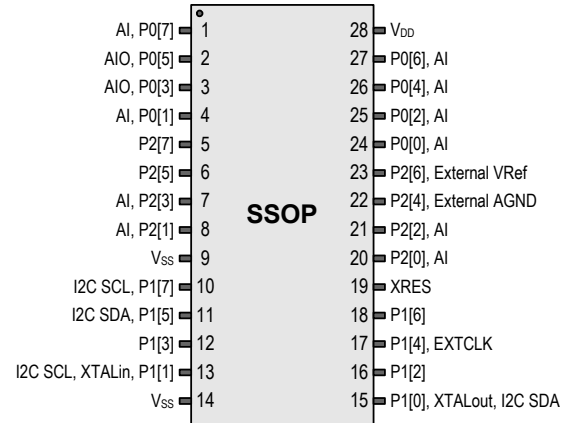 AI, P0[7] 1 28 VDD
AIO, P0[5] 2 27 P0[6], AI
AIO, P0[3] 3 26 P0[4], AI
AI, P0[1] 4 25 P0[2], AI
P2[7] 5 24 P0[0], AI
P2[5] 6 23 P2[6], External VRef
AI, P2[3] 7 22 P2[4], External AGND
SSOP
AI, P2[1] 8 21 P2[2], AI
Vss 9 20 P2[0], AI
I2C SCL, P1[7] 10 19 XRES
I2C SDA, P1[5] 11 18 P1[6]
P1[3] 12 17 P1[4], EXTCLK
I2C SCL, XTALin, P1[1] 13 16 P1[2]
Vss 14 15 P1[0], XTALout, I2C SDA